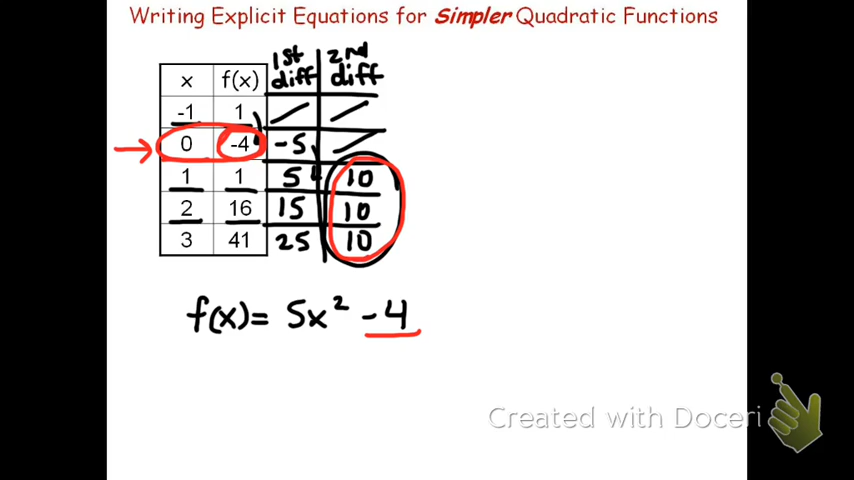 Writing Explicit Equations for Simpler Quadratic Functions
1st diff 2nd diff
x f(x)
-1 1
0 -4 -5
1 1 5 10
2 16 15 10
3 41 25 10
f(x)= 5x² -4
Created with Doceri